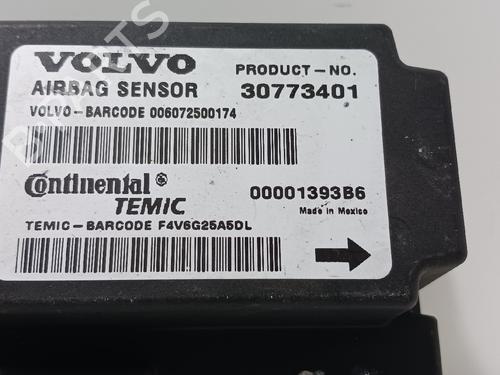 VOLVO
PRODUCT-NO.
AIRBAG SENSOR
30773401
VOLVO-BARCODE 006072500174
Continental ®
TEMIC
00001393B6
Made in Mexico
TEMIC-BARCODE F4V6G25A5DL